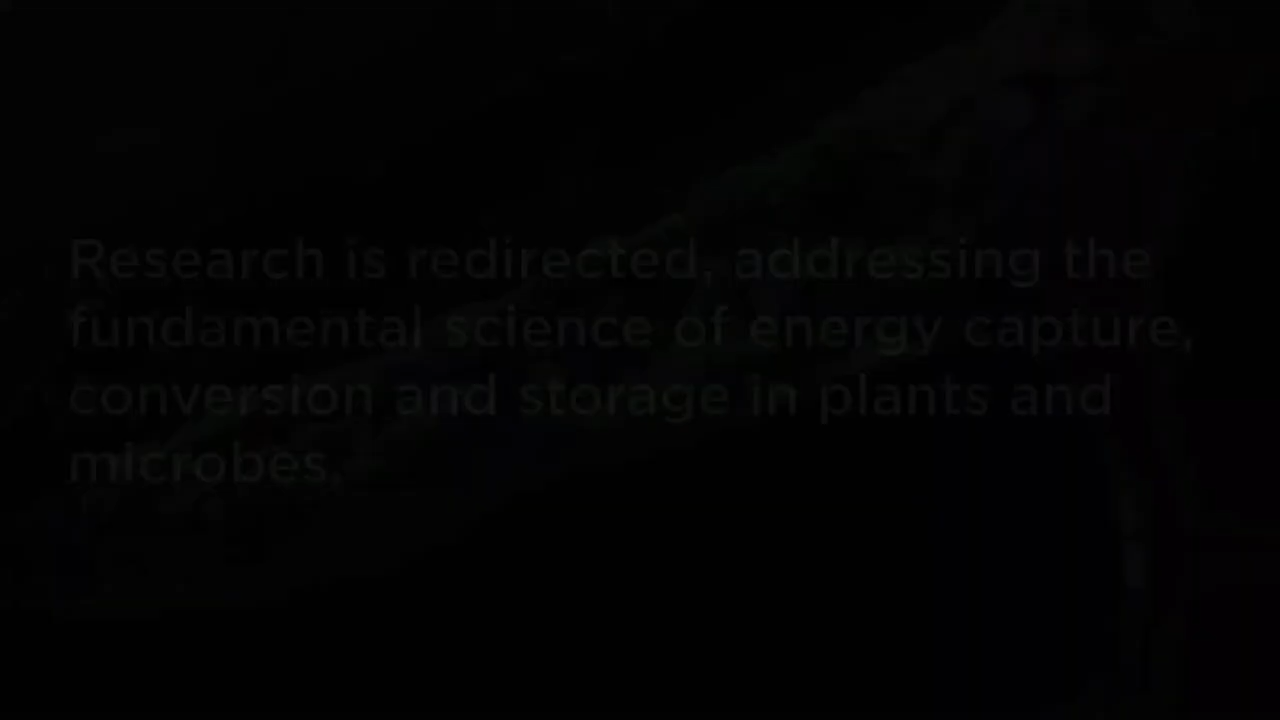 Research is redirected, addressing the
fundamental science of energy capture,
conversion and storage in plants and
microbes.